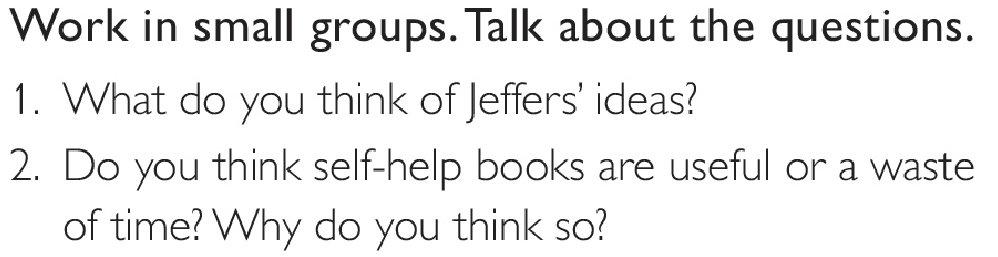 Work in small groups. Talk about the questions.
1. What do you think of Jeffers’ ideas?
2. Do you think self-help books are useful or a waste
of time? Why do you think so?